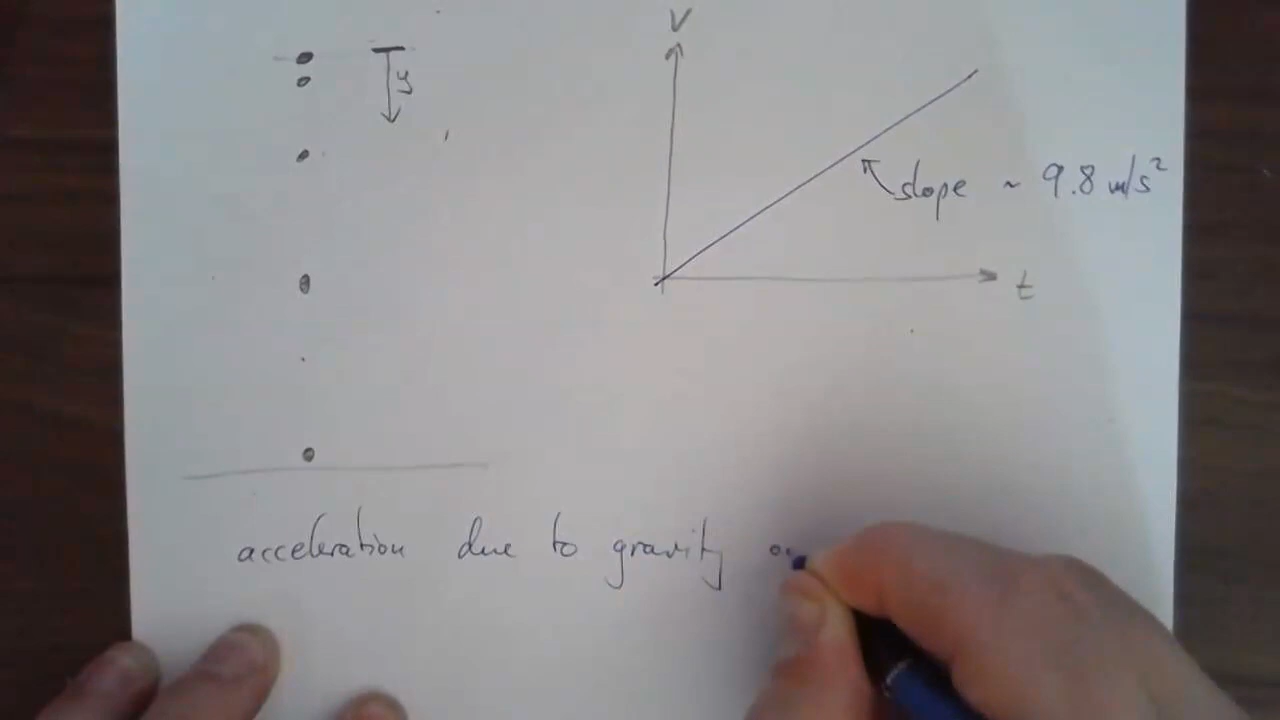 V
y
slope ~ 9.8 m/s²
t
acceleration due to gravity